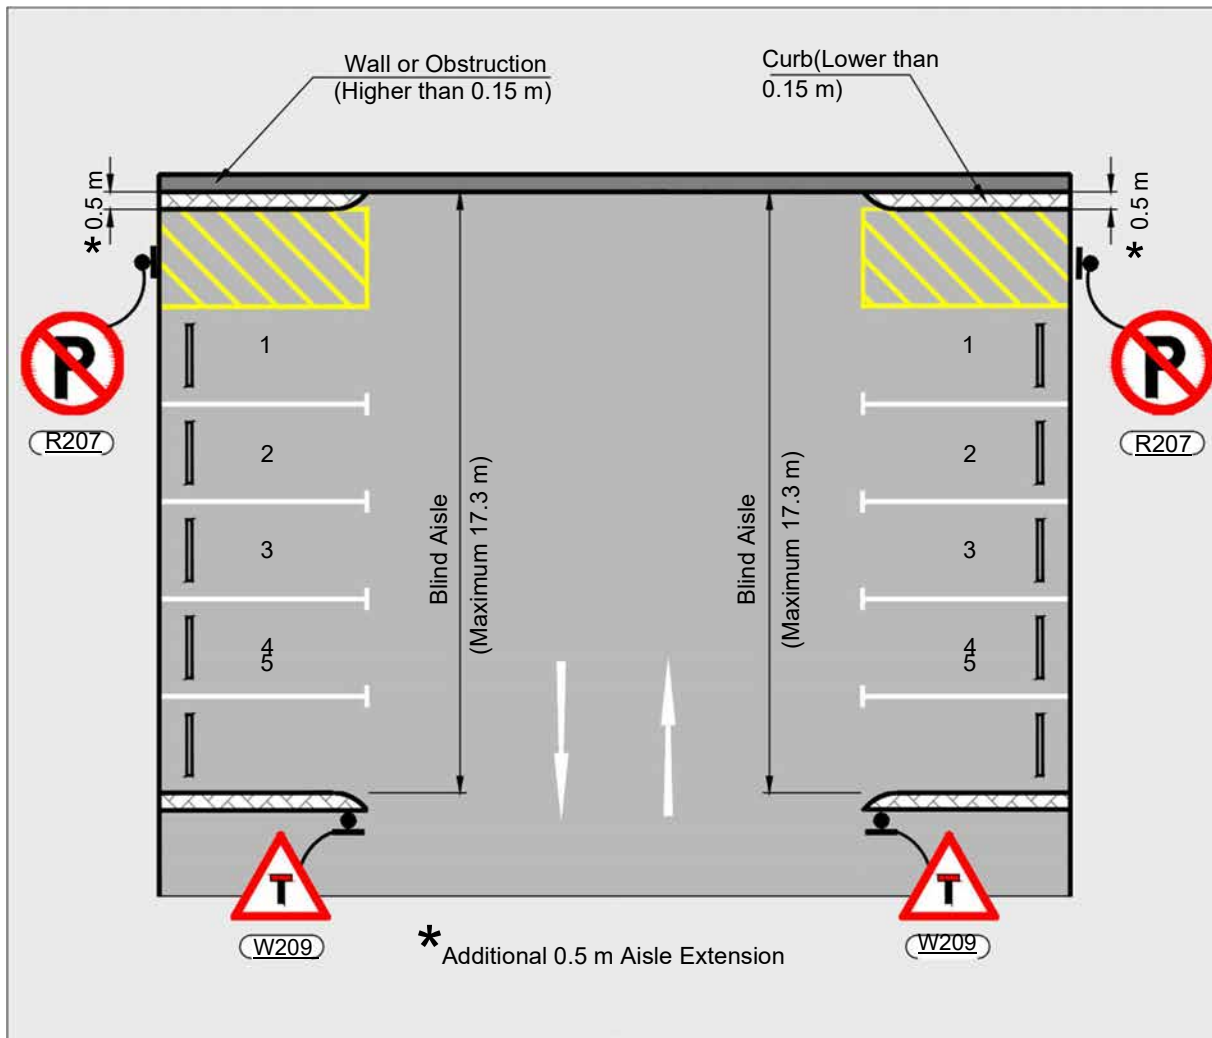 Wall or Obstruction
(Higher than 0.15 m)
Curb(Lower than
0.15 m)
* 0.5 m
0.5 m
*
P
R207
P
R207
1
1
2
2
3
3
4
5
4
5
Blind Aisle
(Maximum 17.3 m)
Blind Aisle
(Maximum 17.3 m)
W209
W209
*Additional 0.5 m Aisle Extension